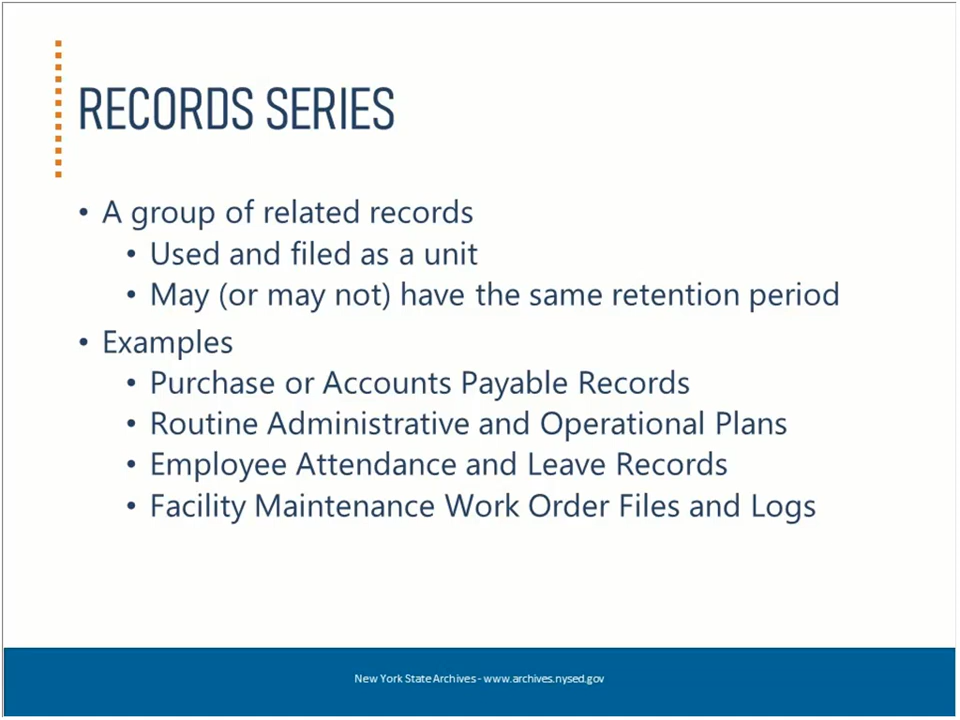 RECORDS SERIES
• A group of related records
• Used and filed as a unit
• May (or may not) have the same retention period
• Examples
• Purchase or Accounts Payable Records
• Routine Administrative and Operational Plans
• Employee Attendance and Leave Records
• Facility Maintenance Work Order Files and Logs
New York State Archives - www.archives.nysed.gov